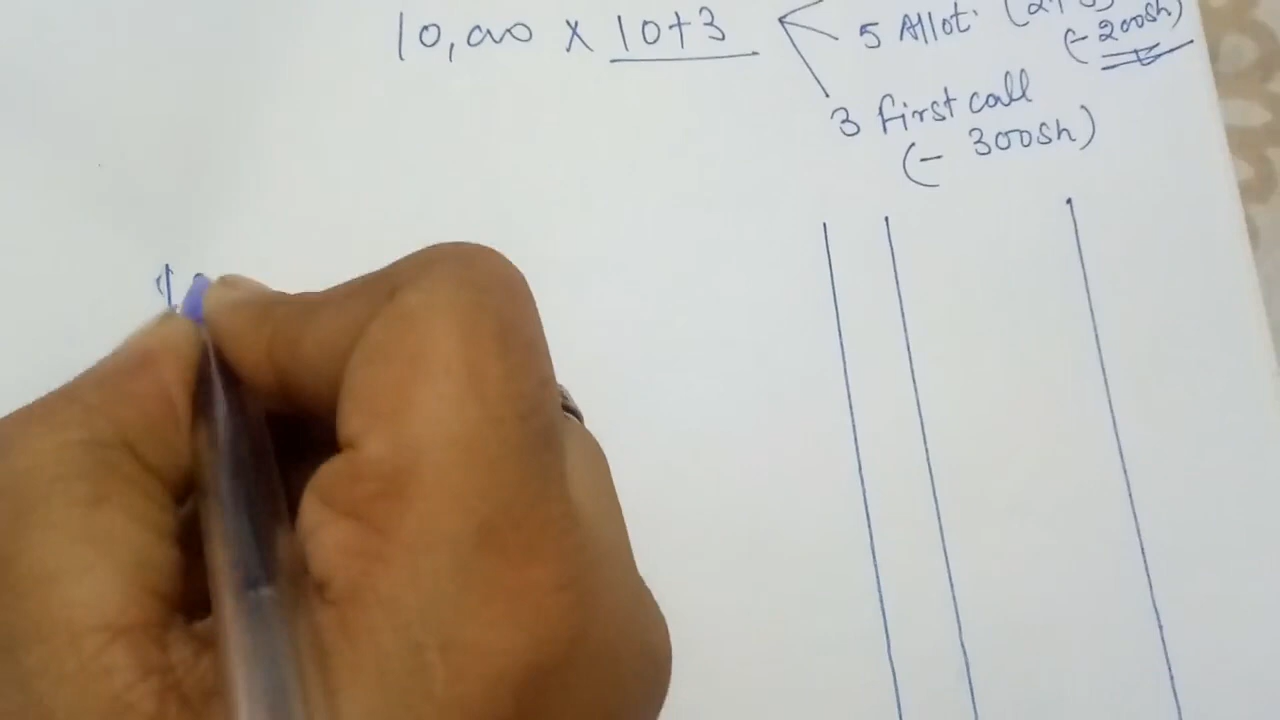 10,000 × 10+3
5 Allot.
(- 200sh)
3 first call
(- 300sh)